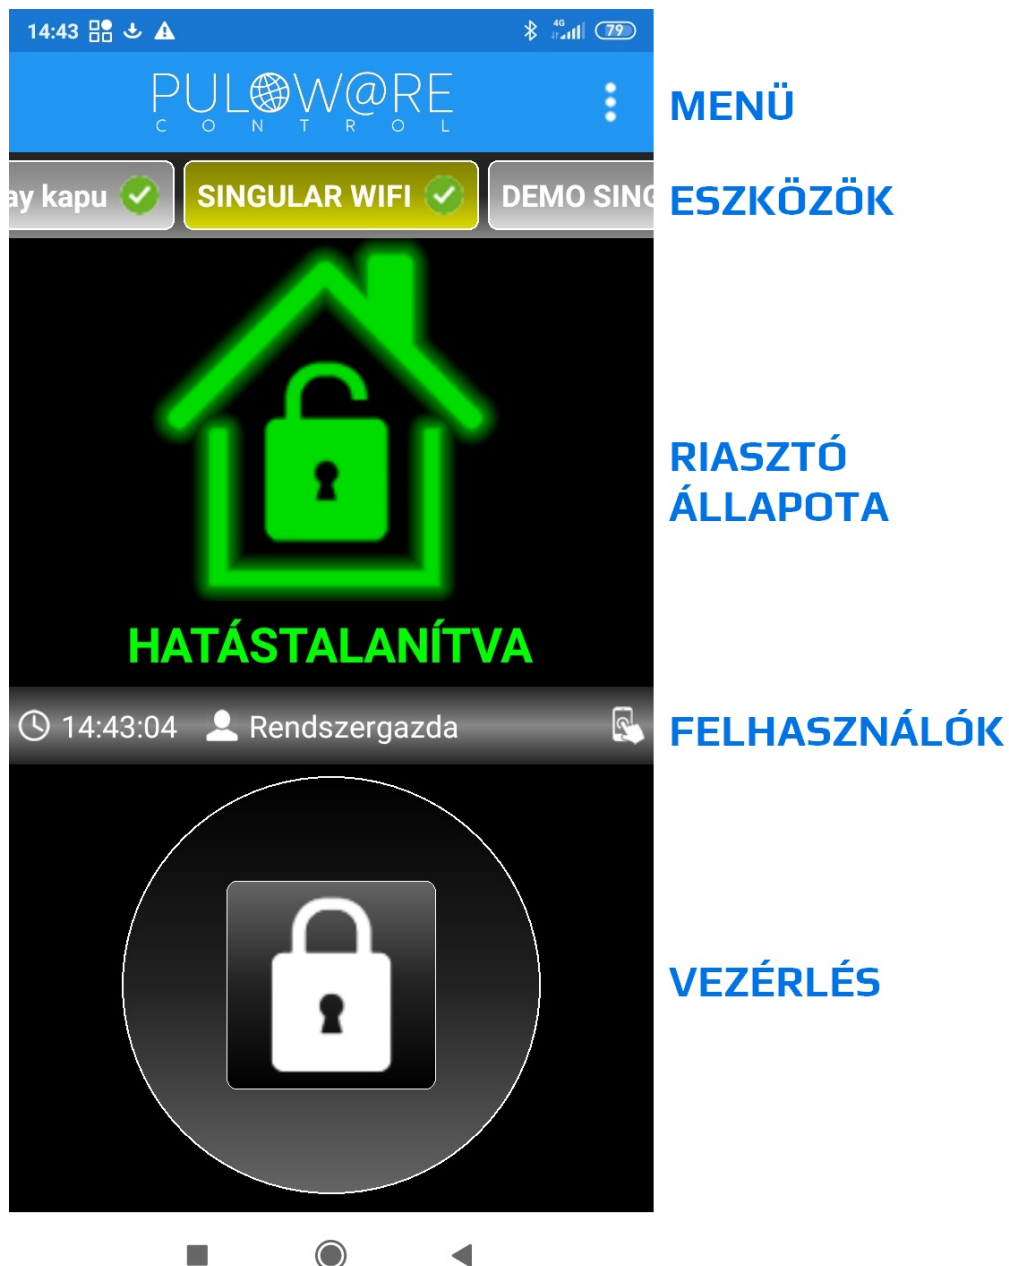 14:43
4G
79
PULOW@RE
CONTROL
MENÜ
ay kapu
SINGULAR WIFI
DEMO SING
ESZKÖZÖK
RIASZTÓ
ÁLLAPOTA
HATÁSTALANÍTVA
14:43:04 Rendszergazda
FELHASZNÁLÓK
VEZÉRLÉS